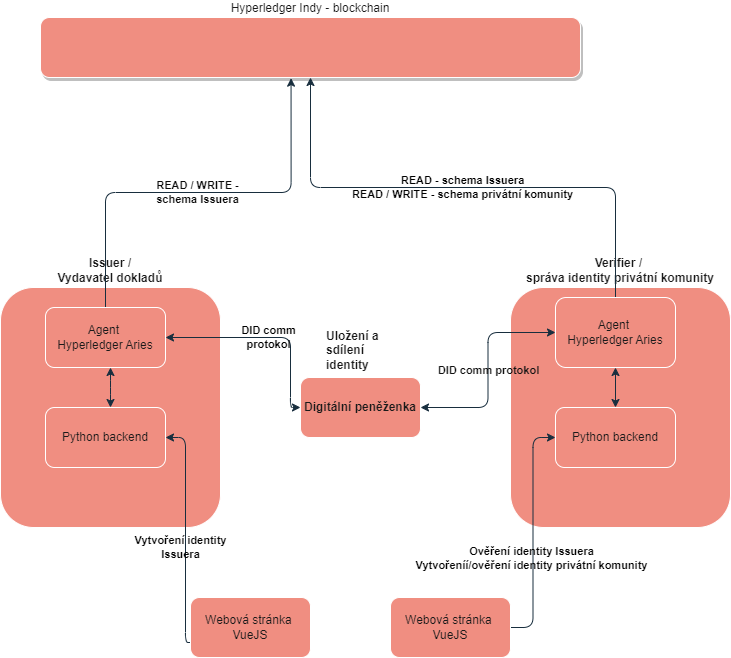 Hyperledger Indy - blockchain
READ / WRITE -
schema Issuera
READ - schema Issuera
READ / WRITE - schema privátní komunity
Issuer /
Vydavatel dokladů
Verifier /
správa identity privátní komunity
Agent
Hyperledger Aries
Python backend
DID comm
protokol
Uložení a
sdílení
identity
Digitální peněženka
DID comm protokol
Agent
Hyperledger Aries
Python backend
Vytvoření identity
Issuera
Ověření identity Issuera
Vytvořeníí/ověření identity privátní komunity
Webová stránka
VueJS
Webová stránka
VueJS